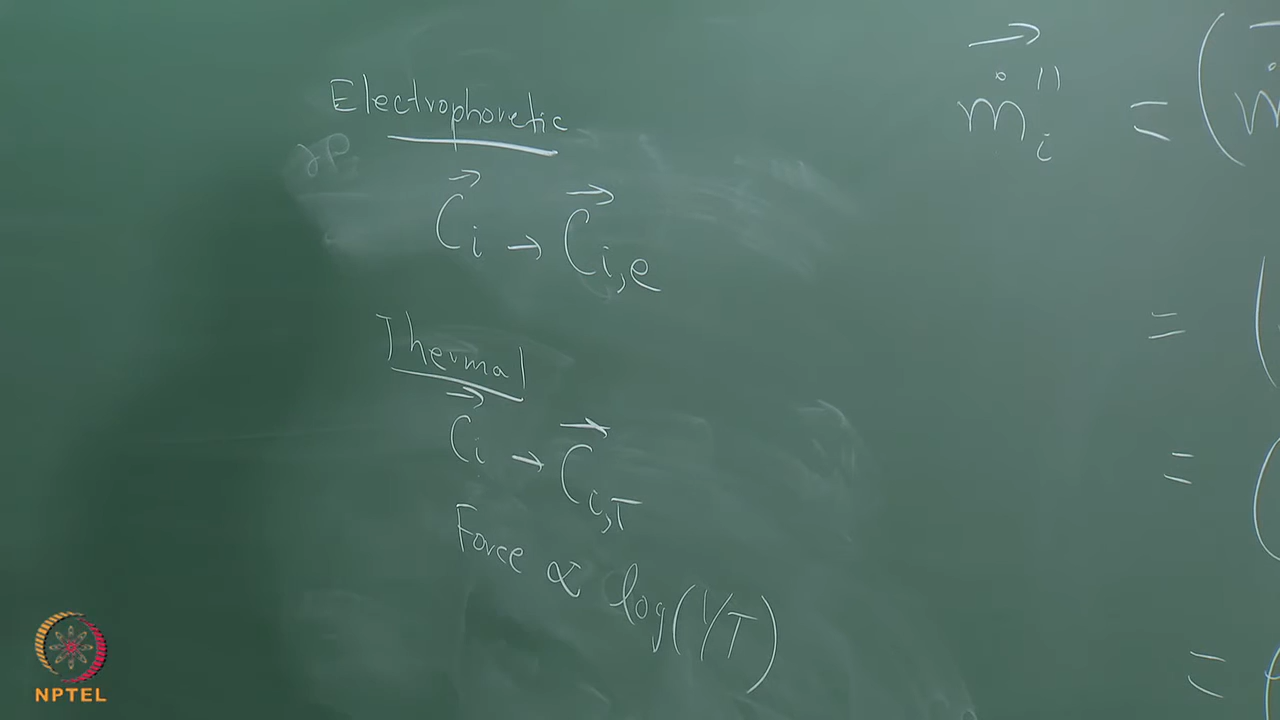 Electrophoretic
C⃗i → C⃗i,e
Thermal
C⃗i → C⃗i,T
Force ∝ log(1/T)
ṁ⃗i″ = (ṁ
= (
= (
= (
NPTEL